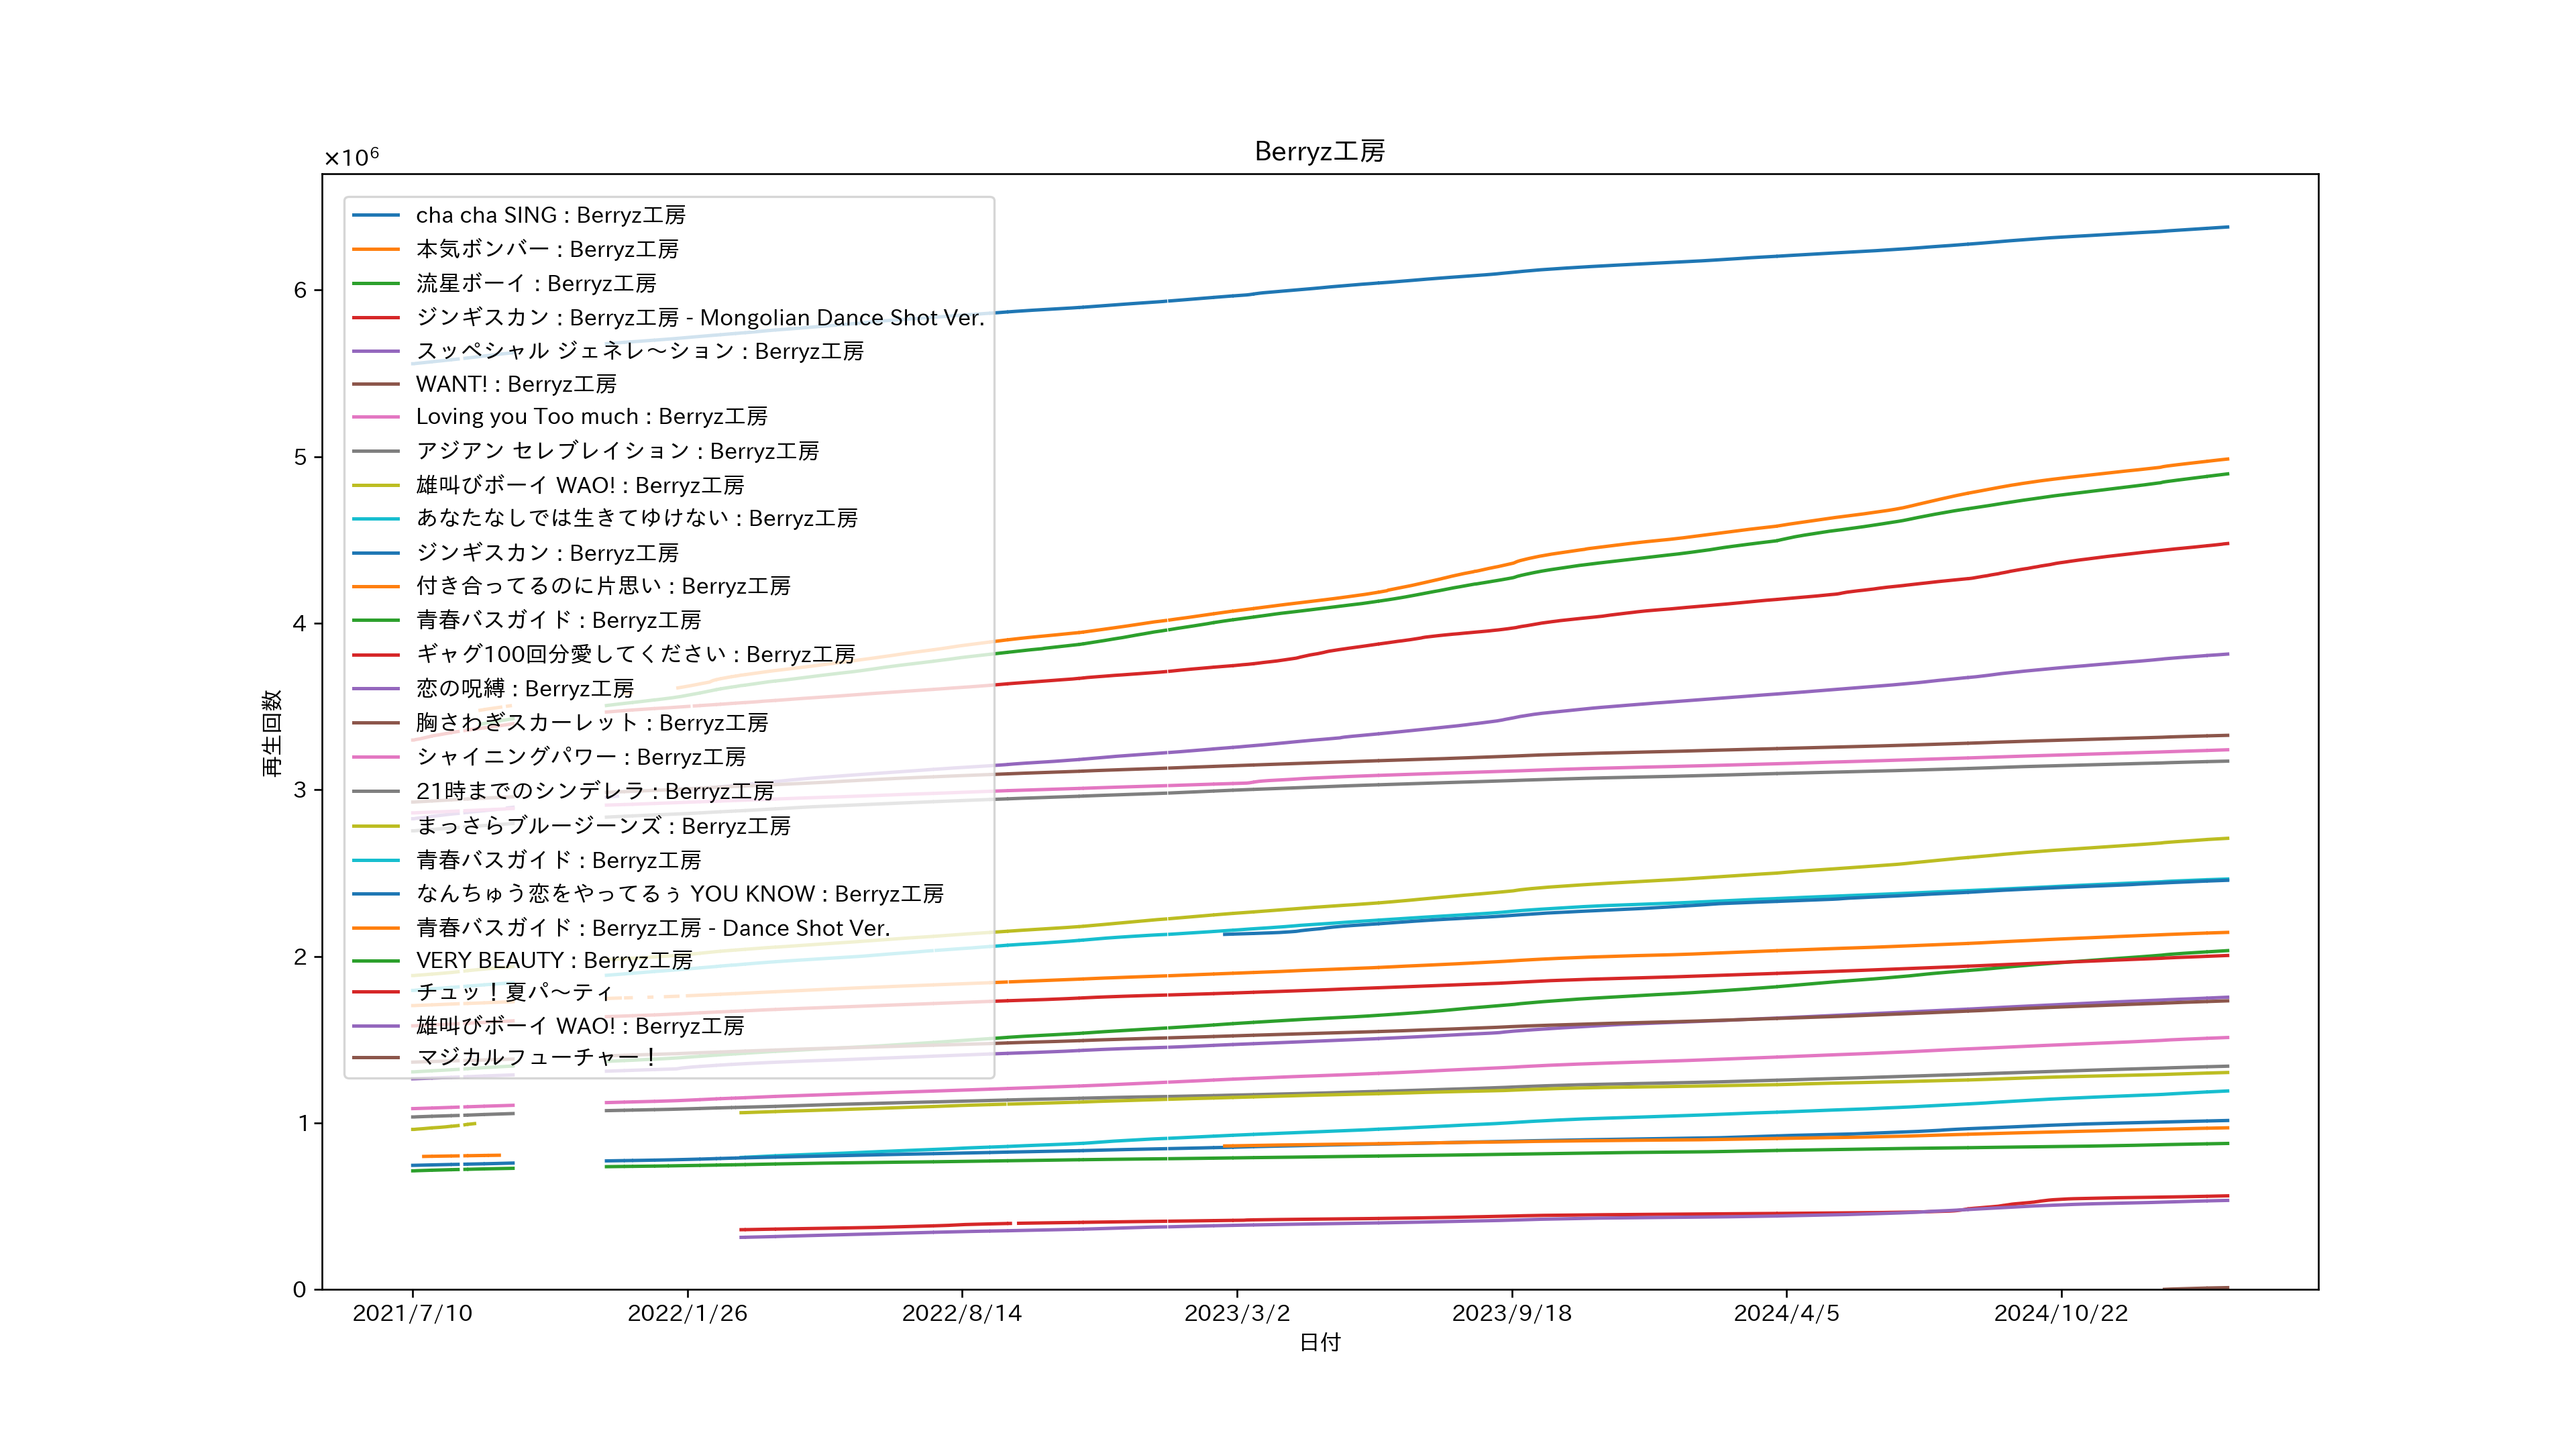 Berryz工房
×10⁶
cha cha SING : Berryz工房
本気ボンバー : Berryz工房
流星ボーイ : Berryz工房
ジンギスカン : Berryz工房 - Mongolian Dance Shot Ver.
スッペシャル ジェネレ～ション : Berryz工房
WANT! : Berryz工房
Loving you Too much : Berryz工房
アジアン セレブレイション : Berryz工房
雄叫びボーイ WAO! : Berryz工房
あなたなしでは生きてゆけない : Berryz工房
ジンギスカン : Berryz工房
付き合ってるのに片思い : Berryz工房
青春バスガイド : Berryz工房
ギャグ100回分愛してください : Berryz工房
恋の呪縛 : Berryz工房
胸さわぎスカーレット : Berryz工房
シャイニングパワー : Berryz工房
21時までのシンデレラ : Berryz工房
まっさらブルージーンズ : Berryz工房
青春バスガイド : Berryz工房
なんちゅう恋をやってるぅ YOU KNOW : Berryz工房
青春バスガイド : Berryz工房 - Dance Shot Ver.
VERY BEAUTY : Berryz工房
チュッ！夏パ～ティ
雄叫びボーイ WAO! : Berryz工房
マジカルフューチャー！
6
5
4
3
2
1
0
再生回数
2021/7/10 2022/1/26 2022/8/14 2023/3/2 2023/9/18 2024/4/5 2024/10/22
日付